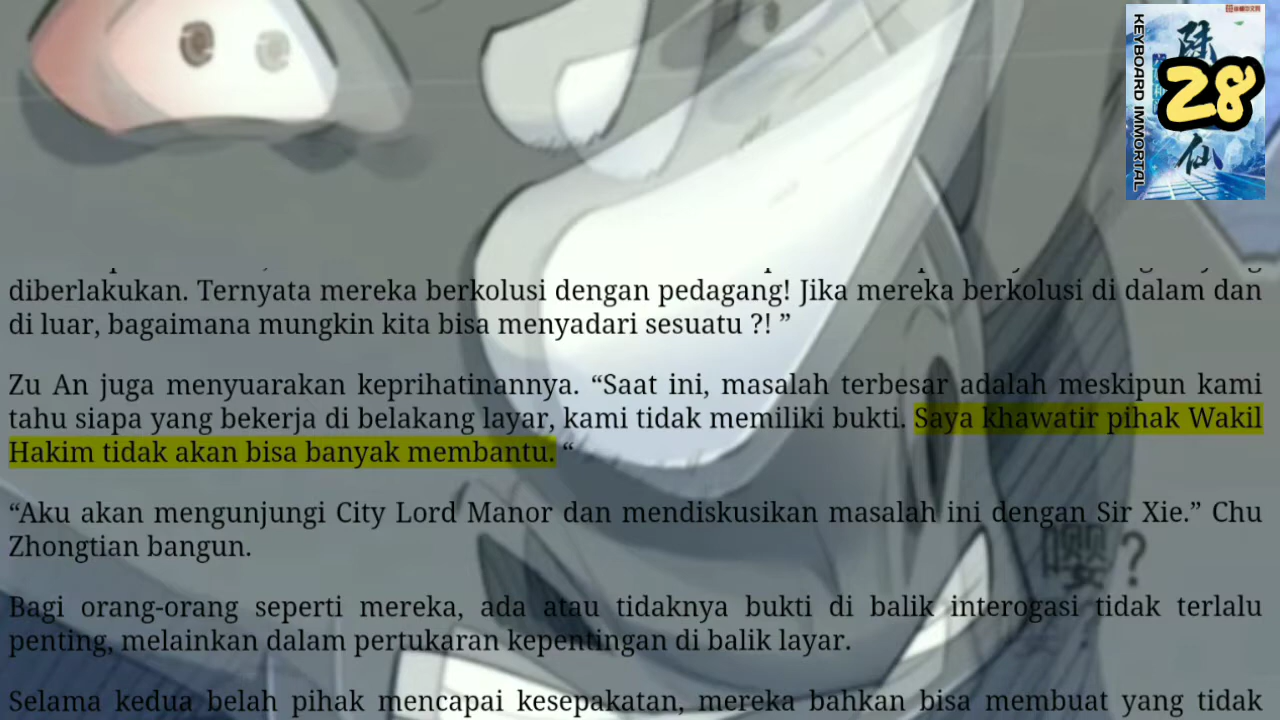 陆
28
KEYBOARD IMMORTAL
仙
diberlakukan. Ternyata mereka berkolusi dengan pedagang! Jika mereka berkolusi di dalam dan
di luar, bagaimana mungkin kita bisa menyadari sesuatu ?! ”
Zu An juga menyuarakan keprihatinannya. “Saat ini, masalah terbesar adalah meskipun kami
tahu siapa yang bekerja di belakang layar, kami tidak memiliki bukti. Saya khawatir pihak Wakil
Hakim tidak akan bisa banyak membantu. “
“Aku akan mengunjungi City Lord Manor dan mendiskusikan masalah ini dengan Sir Xie.” Chu
Zhongtian bangun.
嘤?
Bagi orang-orang seperti mereka, ada atau tidaknya bukti di balik interogasi tidak terlalu
penting, melainkan dalam pertukaran kepentingan di balik layar.
Selama kedua belah pihak mencapai kesepakatan, mereka bahkan bisa membuat yang tidak